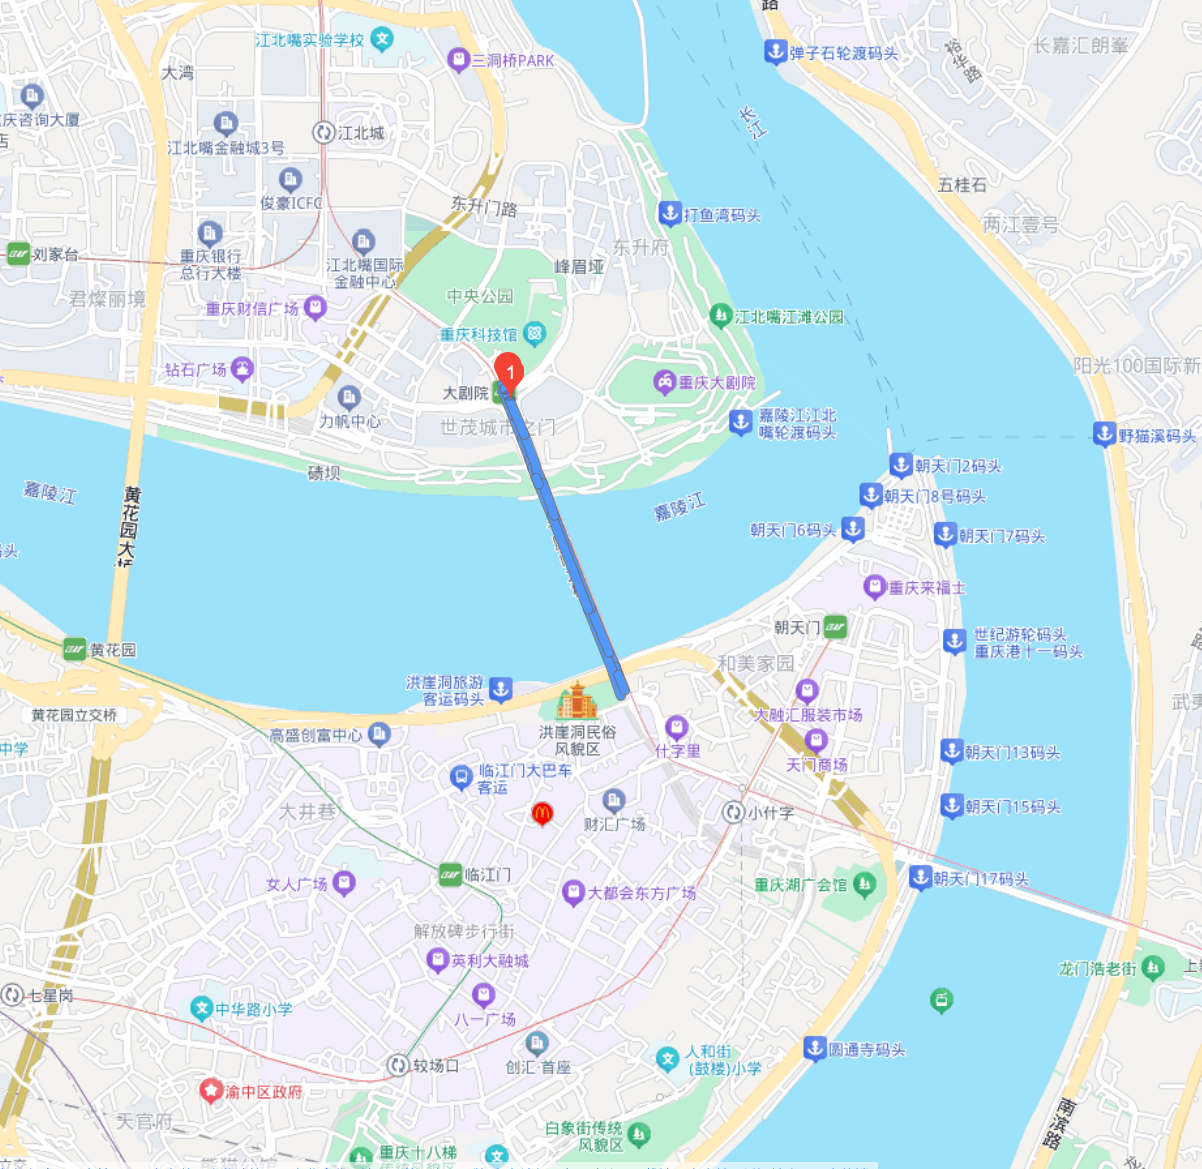 路
江北嘴实验学校
三洞桥PARK
弹子石轮渡码头
长嘉汇朗峯
裕华路
大湾
庆咨询大厦
店
江北嘴金融城3号
江北城
长江
俊豪ICFC
东升门路
打鱼湾码头
五桂石
两江壹号
刘家台
重庆银行
总行大楼
江北嘴国际
金融中心
东升府
峰眉垭
君燦丽境
重庆财信广场
中央公园
重庆科技馆
江北嘴江滩公园
钻石广场
1
大剧院
重庆大剧院
阳光100国际新
力帆中心
世茂城市之门
嘉陵江江北
嘴轮渡码头
野猫溪码头
碛坝
朝天门2码头
嘉陵江
嘉陵江
朝天门8号码头
黄花园大桥
朝天门6码头
朝天门7码头
码头
重庆来福士
朝天门
世纪游轮码头
重庆港十一码头
黄花园
和美家园
洪崖洞旅游
客运码头
黄花园立交桥
大融汇服装市场
高盛创富中心
洪崖洞民俗
风貌区
什字里
中学
天门商场
朝天门13码头
临江门大巴车
客运
大井巷
财汇广场
小什字
朝天门15码头
临江门
女人广场
大都会东方广场
重庆湖广会馆
朝天门17码头
解放碑步行街
英利大融城
龙门浩老街
上
七星岗
中华路小学
八一广场
圆通寺码头
较场口
创汇·首座
人和街
(鼓楼)小学
渝中区政府
天官府
南滨路
白象街传统
风貌区
重庆十八梯
传统风貌区